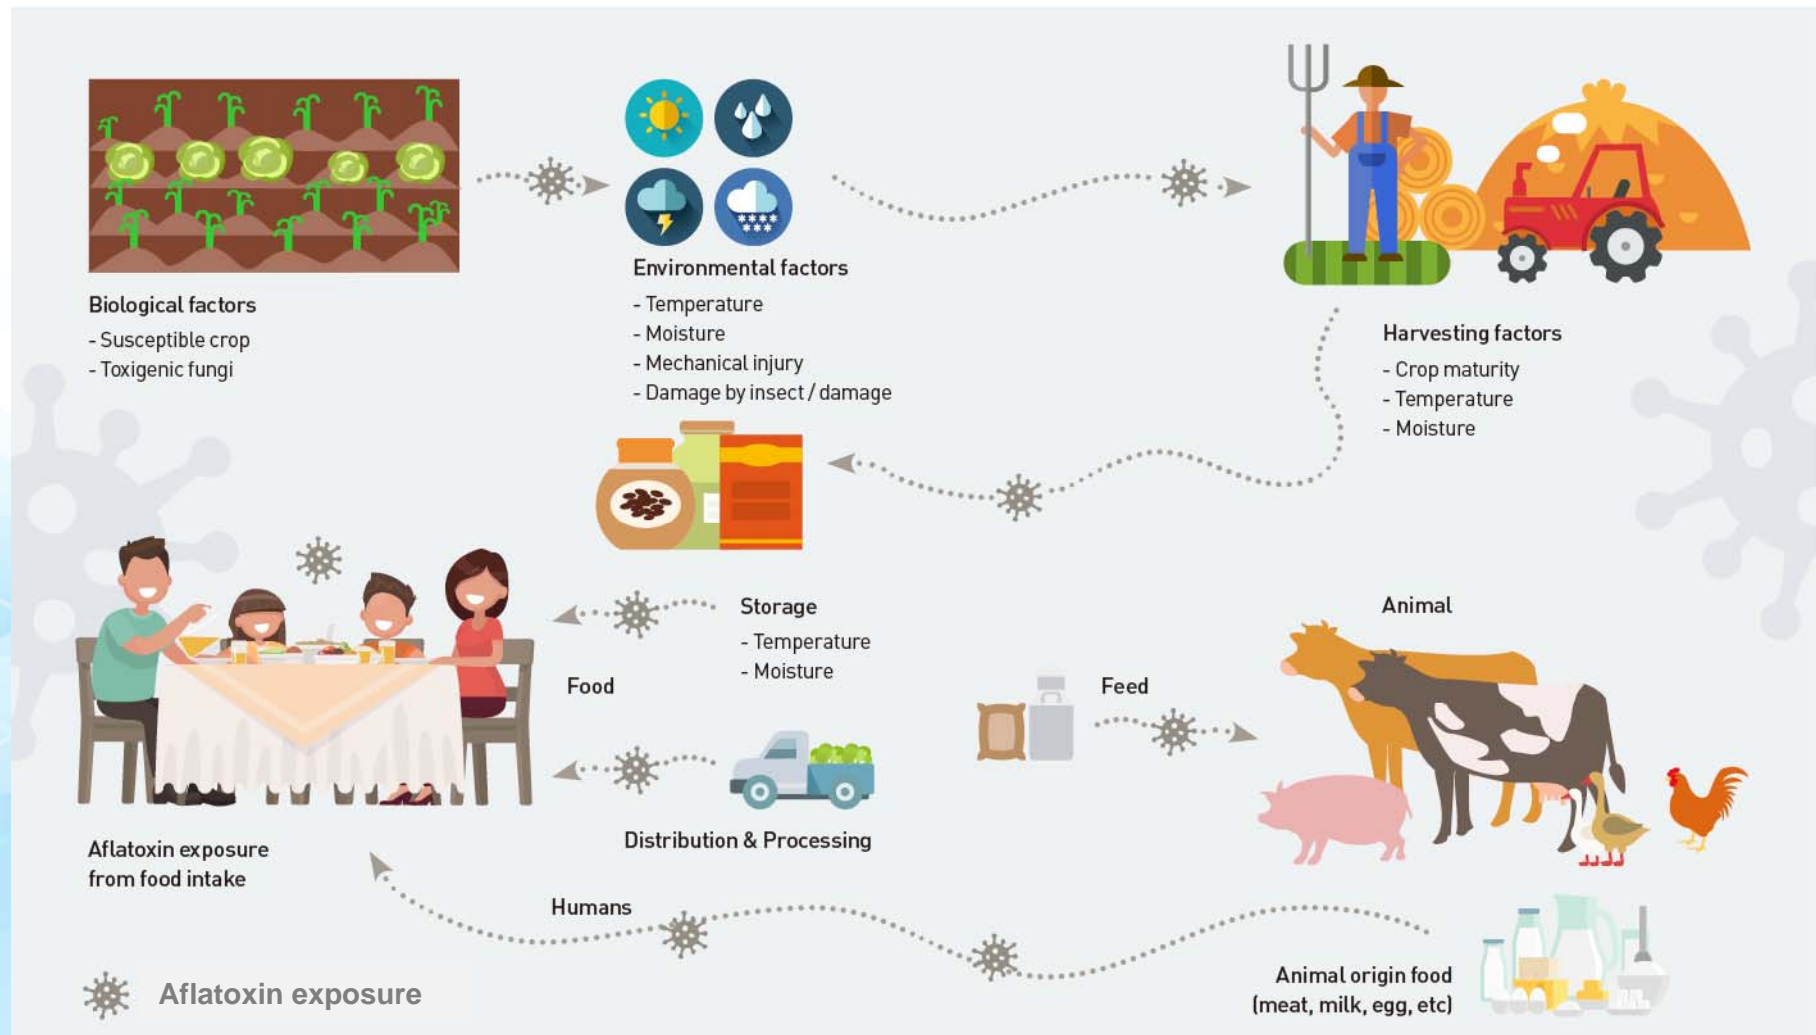 Biological factors
- Susceptible crop
- Toxigenic fungi
Environmental factors
- Temperature
- Moisture
- Mechanical injury
- Damage by insect / damage
Harvesting factors
- Crop maturity
- Temperature
- Moisture
Storage
- Temperature
- Moisture
Food
Distribution & Processing
Feed
Animal
Aflatoxin exposure
from food intake
Humans
Animal origin food
(meat, milk, egg, etc)
Aflatoxin exposure